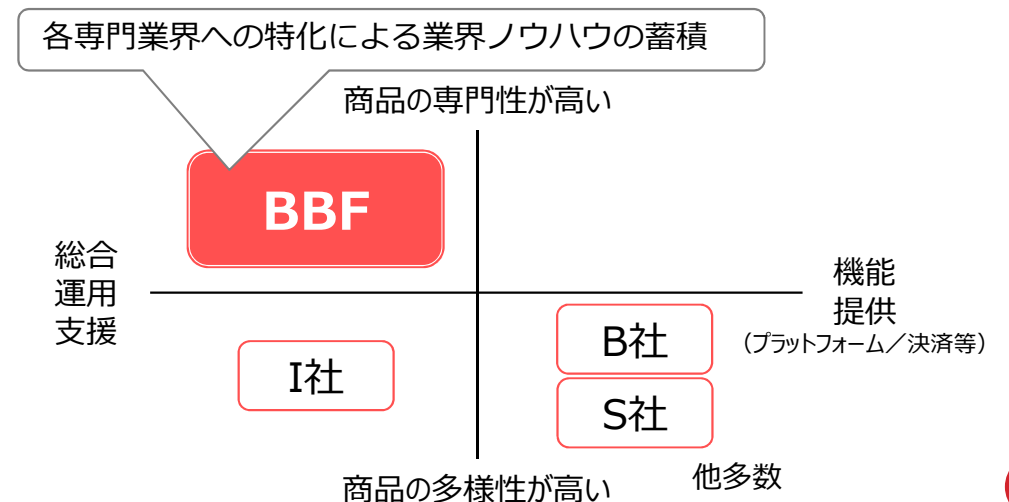 各専門業界への特化による業界ノウハウの蓄積
商品の専門性が高い
BBF
総合
運用
支援
機能
提供
（プラットフォーム／決済等）
B社
I社
S社
他多数
商品の多様性が高い